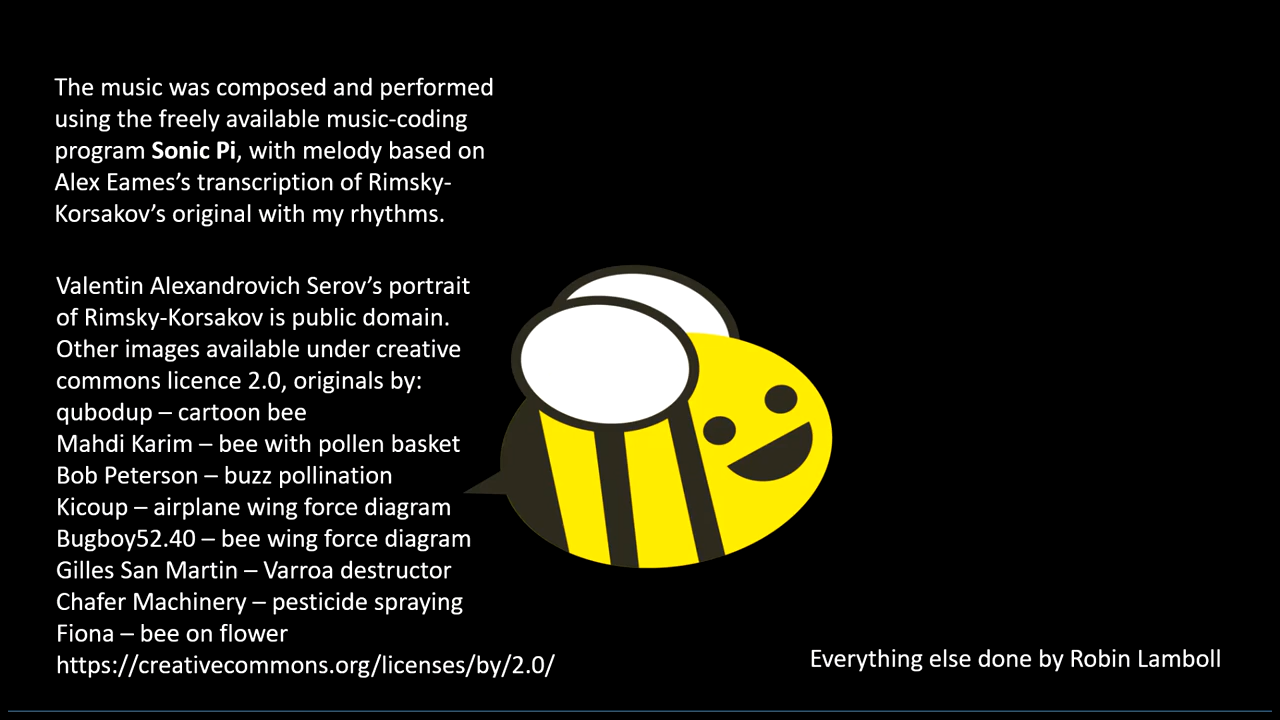 The music was composed and performed
using the freely available music-coding
program Sonic Pi, with melody based on
Alex Eames’s transcription of Rimsky-
Korsakov’s original with my rhythms.
Valentin Alexandrovich Serov’s portrait
of Rimsky-Korsakov is public domain.
Other images available under creative
commons licence 2.0, originals by:
qubodup – cartoon bee
Mahdi Karim – bee with pollen basket
Bob Peterson – buzz pollination
Kicoup – airplane wing force diagram
Bugboy52.40 – bee wing force diagram
Gilles San Martin – Varroa destructor
Chafer Machinery – pesticide spraying
Fiona – bee on flower
https://creativecommons.org/licenses/by/2.0/
Everything else done by Robin Lamboll